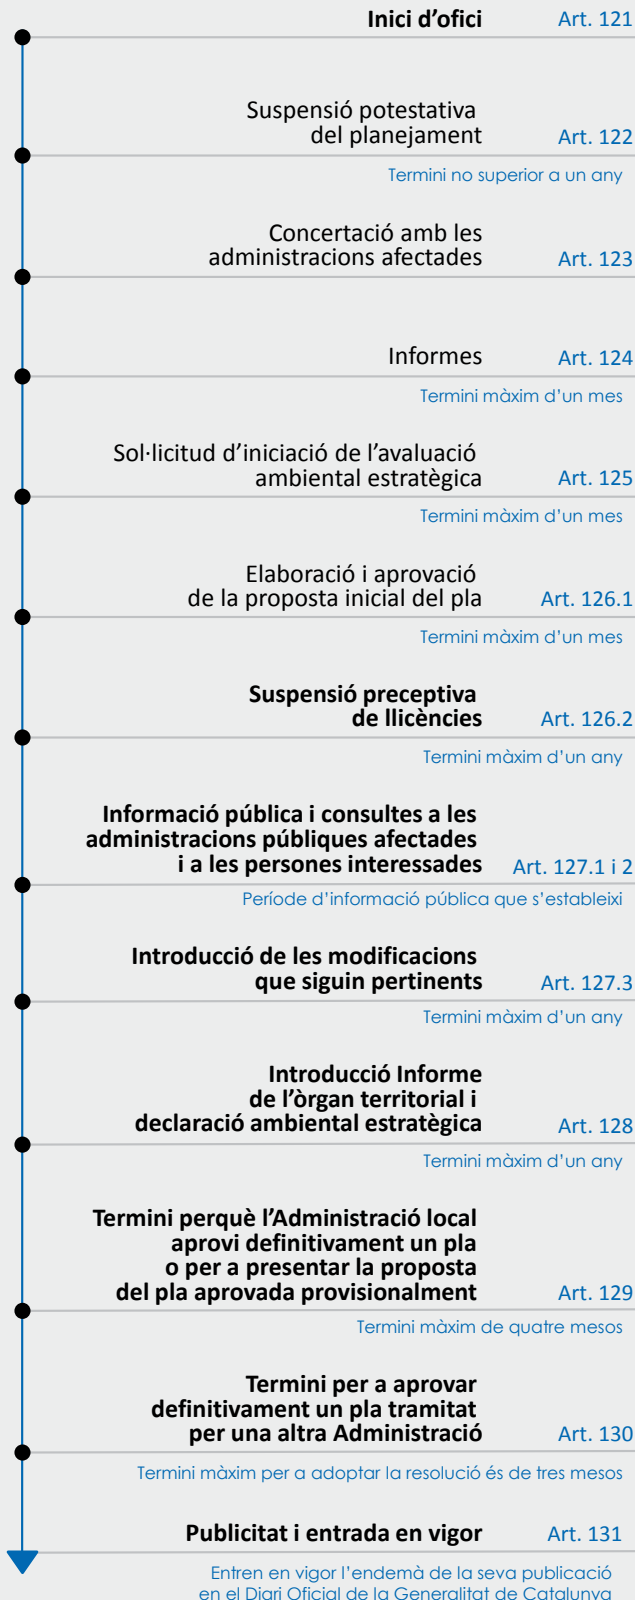 Inici d’ofici Art. 121
Suspensió potestativa
del planejament Art. 122
Termini no superior a un any
Concertació amb les
administracions afectades Art. 123
Informes Art. 124
Termini màxim d’un mes
Sol·licitud d’iniciació de l’avaluació
ambiental estratègica Art. 125
Termini màxim d’un mes
Elaboració i aprovació
de la proposta inicial del pla Art. 126.1
Termini màxim d’un mes
Suspensió preceptiva
de llicències Art. 126.2
Termini màxim d’un any
Informació pública i consultes a les
administracions públiques afectades
i a les persones interessades Art. 127.1 i 2
Període d’informació pública que s’estableixi
Introducció de les modificacions
que siguin pertinents Art. 127.3
Termini màxim d’un any
Introducció Informe
de l’òrgan territorial i
declaració ambiental estratègica Art. 128
Termini màxim d’un any
Termini perquè l’Administració local
aprovi definitivament un pla
o per a presentar la proposta
del pla aprovada provisionalment Art. 129
Termini màxim de quatre mesos
Termini per a aprovar
definitivament un pla tramitat
per una altra Administració Art. 130
Termini màxim per a adoptar la resolució és de tres mesos
Publicitat i entrada en vigor Art. 131
Entren en vigor l’endemà de la seva publicació
en el Diari Oficial de la Generalitat de Catalunya